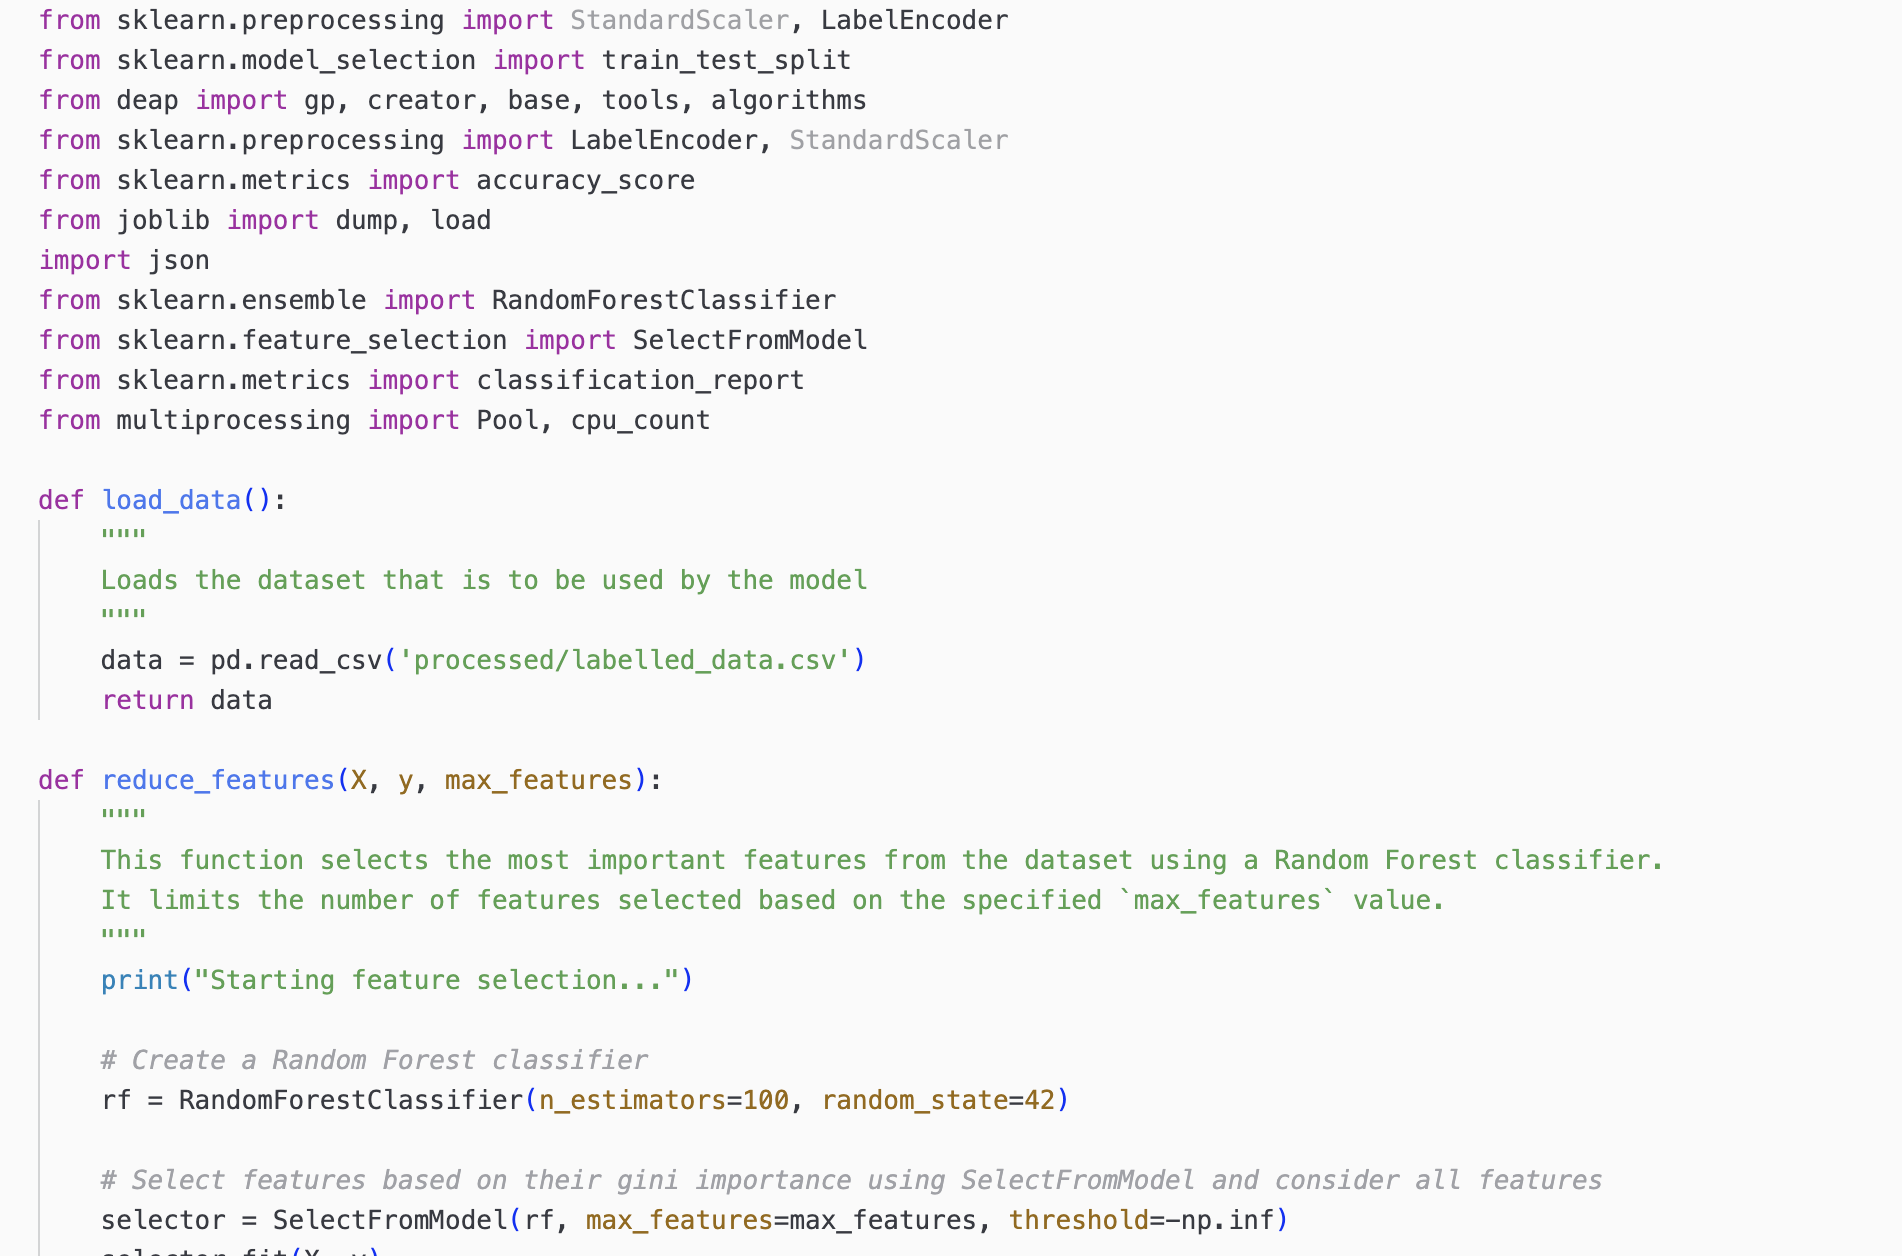 from sklearn.preprocessing import StandardScaler, LabelEncoder
from sklearn.model_selection import train_test_split
from deap import gp, creator, base, tools, algorithms
from sklearn.preprocessing import LabelEncoder, StandardScaler
from sklearn.metrics import accuracy_score
from joblib import dump, load
import json
from sklearn.ensemble import RandomForestClassifier
from sklearn.feature_selection import SelectFromModel
from sklearn.metrics import classification_report
from multiprocessing import Pool, cpu_count

def load_data():
    """
    Loads the dataset that is to be used by the model
    """
    data = pd.read_csv('processed/labelled_data.csv')
    return data

def reduce_features(X, y, max_features):
    """
    This function selects the most important features from the dataset using a Random Forest classifier.
    It limits the number of features selected based on the specified `max_features` value.
    """
    print("Starting feature selection...")

    # Create a Random Forest classifier
    rf = RandomForestClassifier(n_estimators=100, random_state=42)

    # Select features based on their gini importance using SelectFromModel and consider all features
    selector = SelectFromModel(rf, max_features=max_features, threshold=-np.inf)
    selector.fit(X, y)